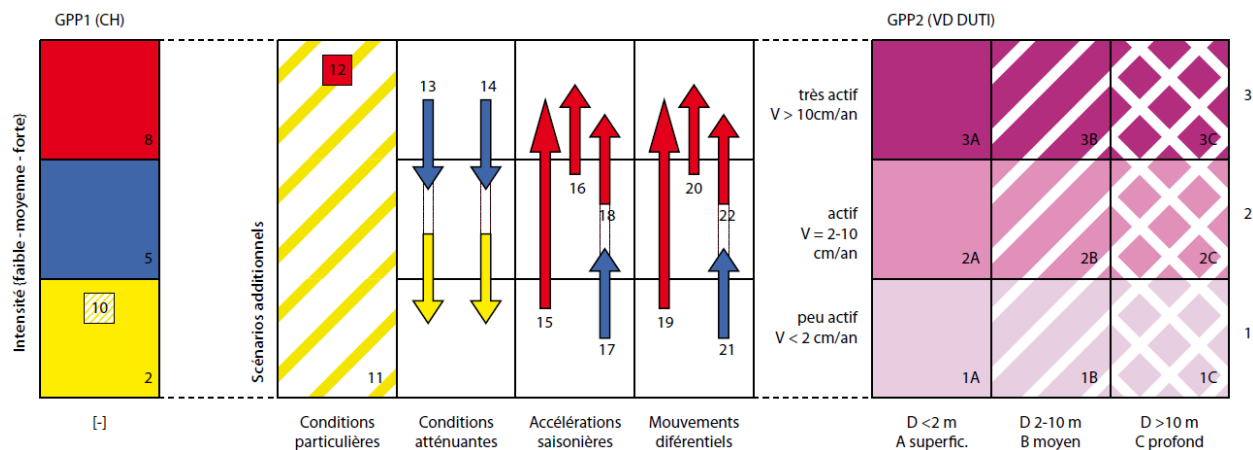 GPP1 (CH)
GPP2 (VD DUTI)
Intensité (faible - moyenne - forte)
8
5
10
2
[-]
Scénarios additionnels
12
11
13
14
15
16
18
17
19
20
22
21
très actif
V > 10cm/an
actif
V = 2-10
cm/an
peu actif
V < 2 cm/an
3A
3B
3C
3
2A
2B
2C
2
1A
1B
1C
1
Conditions
particulières
Conditions
atténuantes
Accélérations
saisonières
Mouvements
diférentiels
D <2 m
A superfic.
D 2-10 m
B moyen
D >10 m
C profond